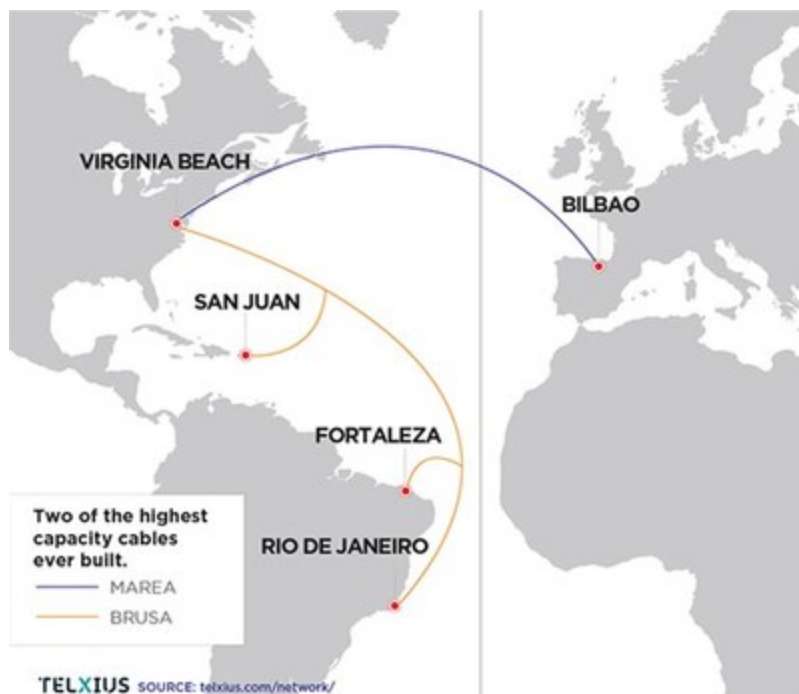 VIRGINIA BEACH
BILBAO
SAN JUAN
FORTALEZA
RIO DE JANEIRO
Two of the highest
capacity cables
ever built.
MAREA
BRUSA
TELXIUS SOURCE: telxius.com/network/